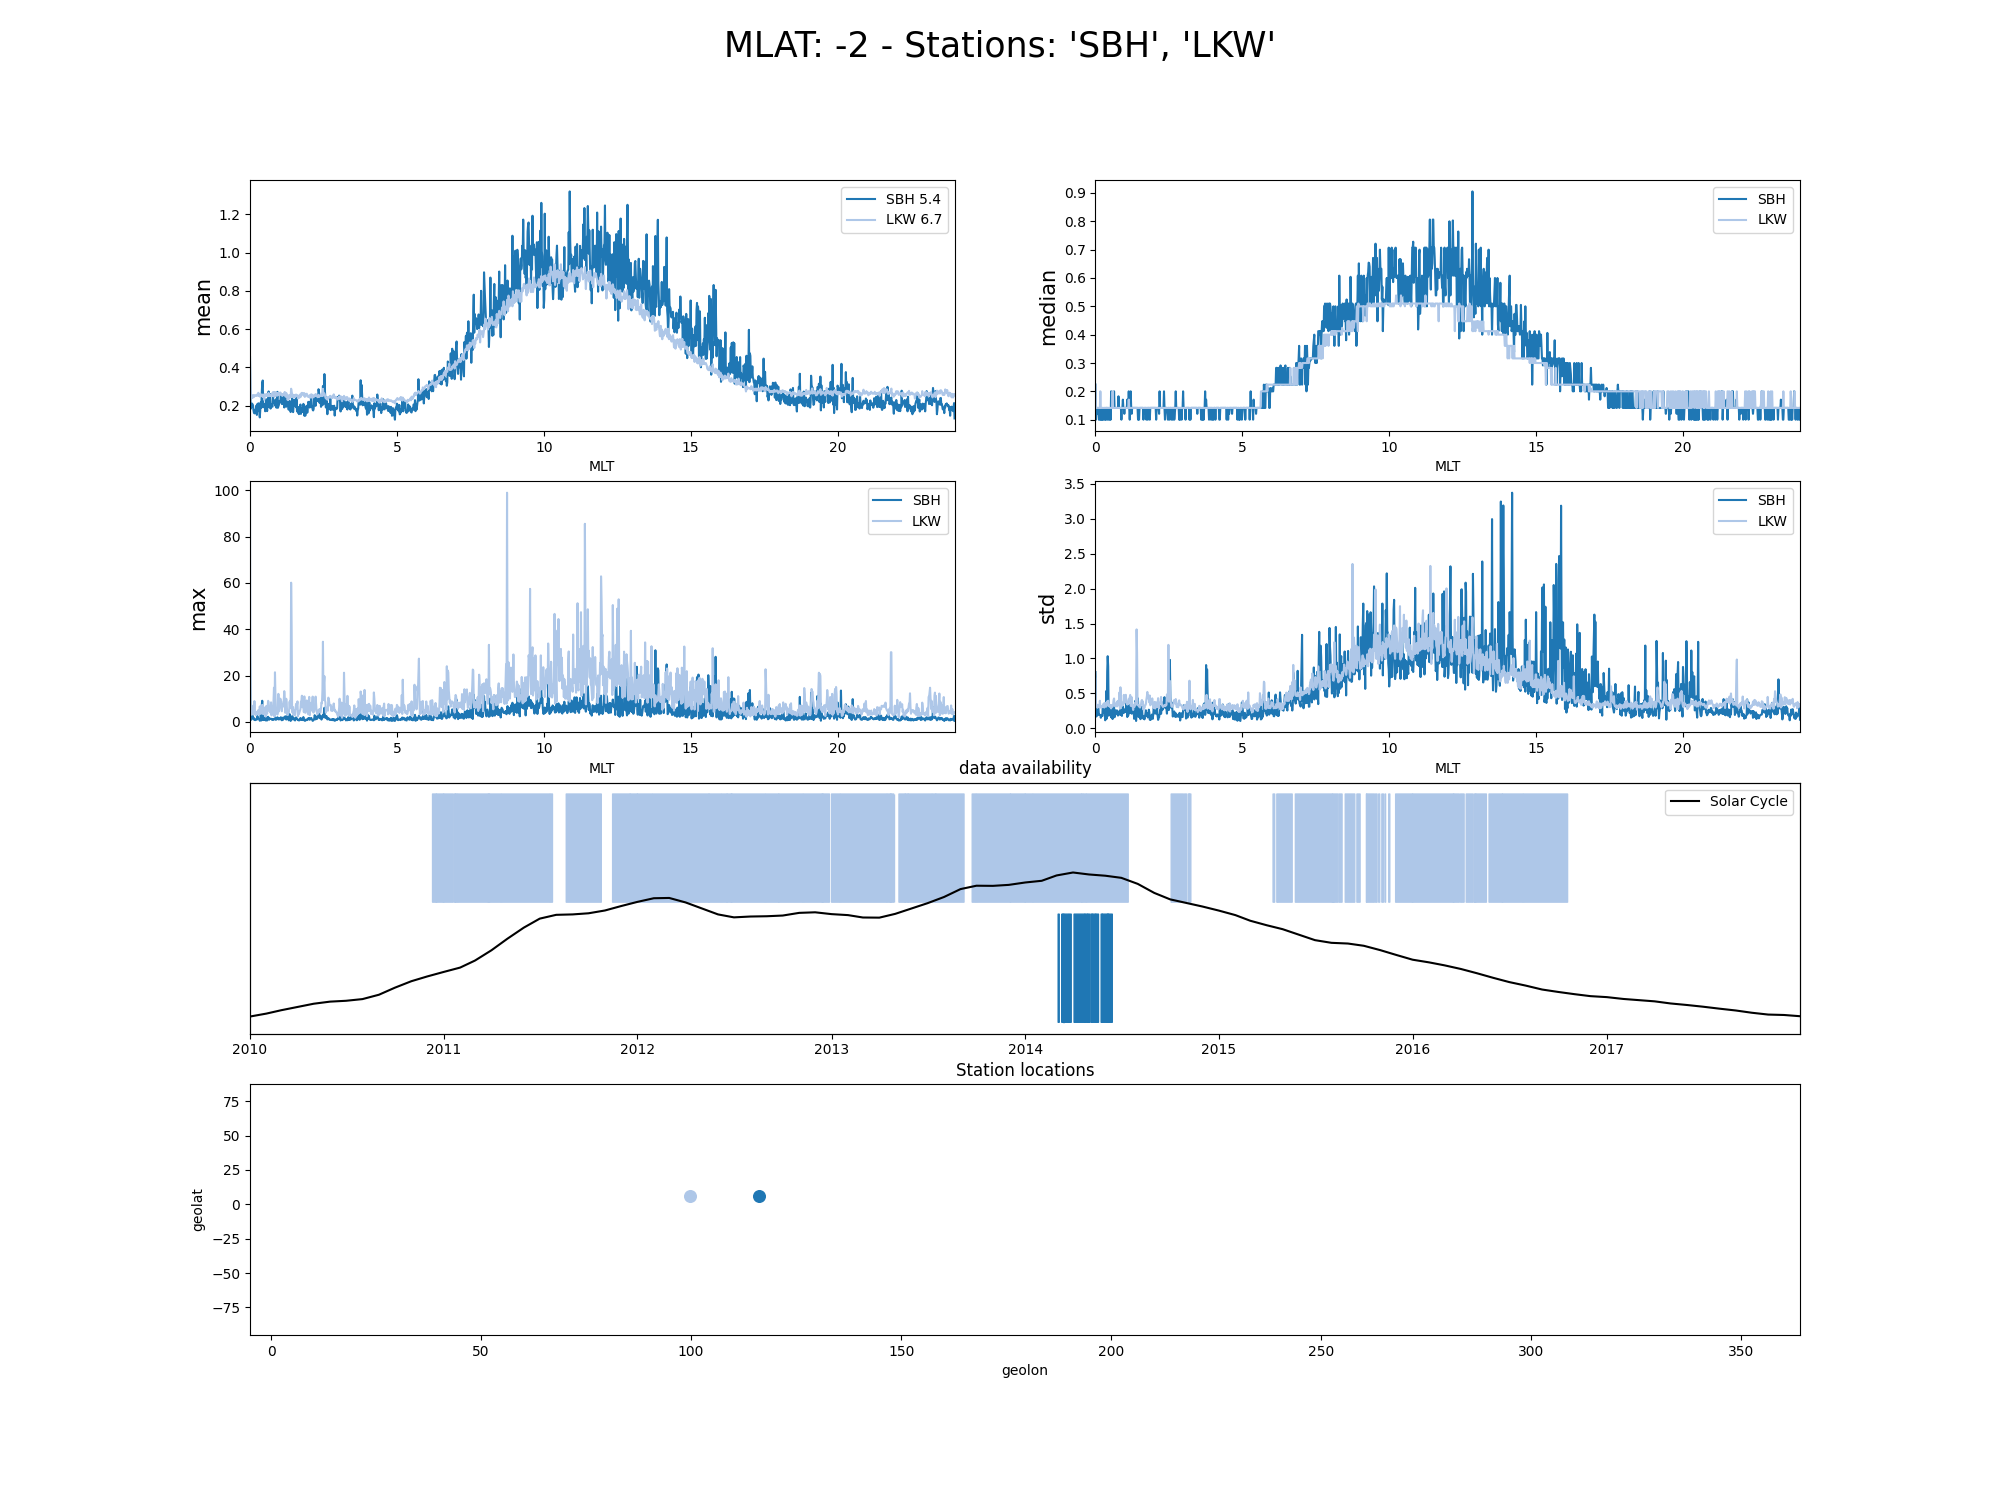 MLAT: -2 - Stations: 'SBH', 'LKW'
mean
1.2
1.0
0.8
0.6
0.4
0.2
0 5 10 15 20
MLT
SBH 5.4
LKW 6.7
median
0.9
0.8
0.7
0.6
0.5
0.4
0.3
0.2
0.1
0 5 10 15 20
MLT
SBH
LKW
max
100
80
60
40
20
0
0 5 10 15 20
MLT
SBH
LKW
std
3.5
3.0
2.5
2.0
1.5
1.0
0.5
0.0
0 5 10 15 20
MLT
SBH
LKW
data availability
Solar Cycle
2010 2011 2012 2013 2014 2015 2016 2017
Station locations
geolat
75
50
25
0
−25
−50
−75
0 50 100 150 200 250 300 350
geolon